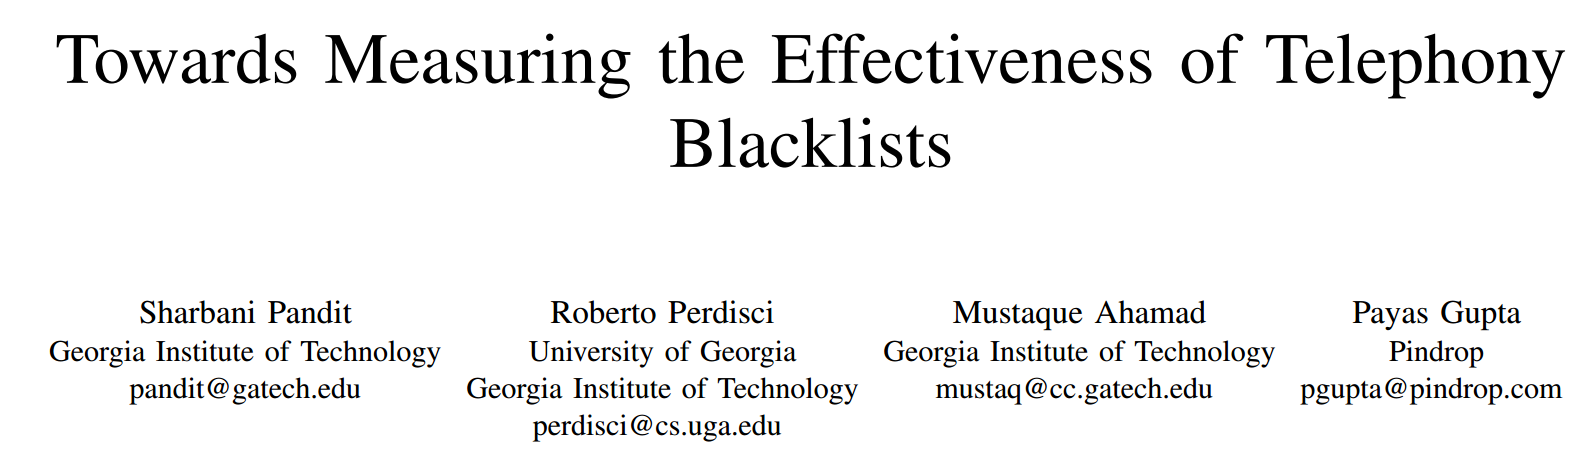 Towards Measuring the Effectiveness of Telephony
Blacklists
Sharbani Pandit
Georgia Institute of Technology
pandit@gatech.edu
Roberto Perdisci
University of Georgia
Georgia Institute of Technology
perdisci@cs.uga.edu
Mustaque Ahamad
Georgia Institute of Technology
mustaq@cc.gatech.edu
Payas Gupta
Pindrop
pgupta@pindrop.com